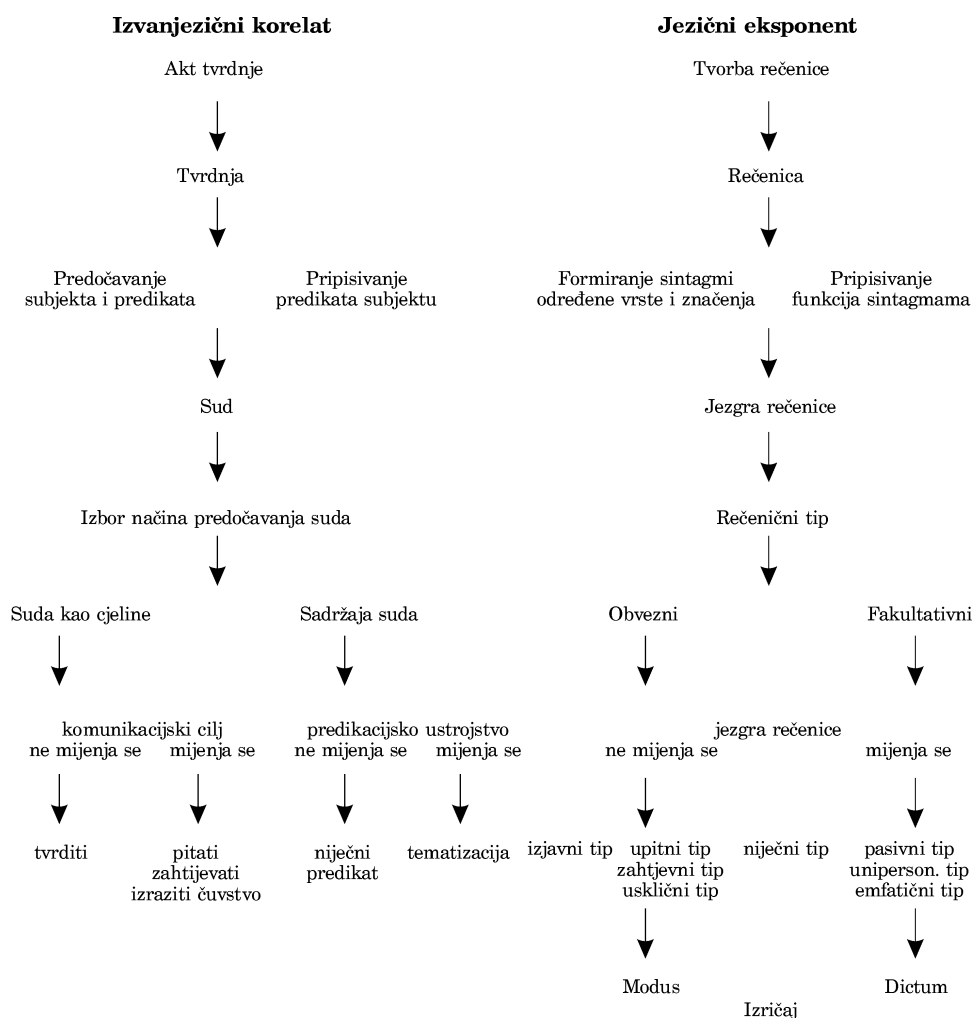 Izvanjezični korelat
Jezični eksponent
Akt tvrdnje
Tvorba rečenice
Tvrdnja
Rečenica
Predočavanje
subjekta i predikata
Pripisivanje
predikata subjektu
Formiranje sintagmi
određene vrste i značenja
Pripisivanje
funkcija sintagmama
Sud
Jezgra rečenice
Izbor načina predočavanja suda
Rečenični tip
Suda kao cjeline
Sadržaja suda
Obvezni
Fakultativni
komunikacijski cilj
ne mijenja se
mijenja se
predikacijsko ustrojstvo
ne mijenja se
mijenja se
jezgra rečenice
ne mijenja se
mijenja se
tvrditi
pitati
zahtijevati
izraziti čuvstvo
niječni
predikat
tematizacija
izjavni tip
upitni tip
zahtjevni tip
usklični tip
niječni tip
pasivni tip
uniperson. tip
emfatični tip
Modus
Dictum
Izričaj